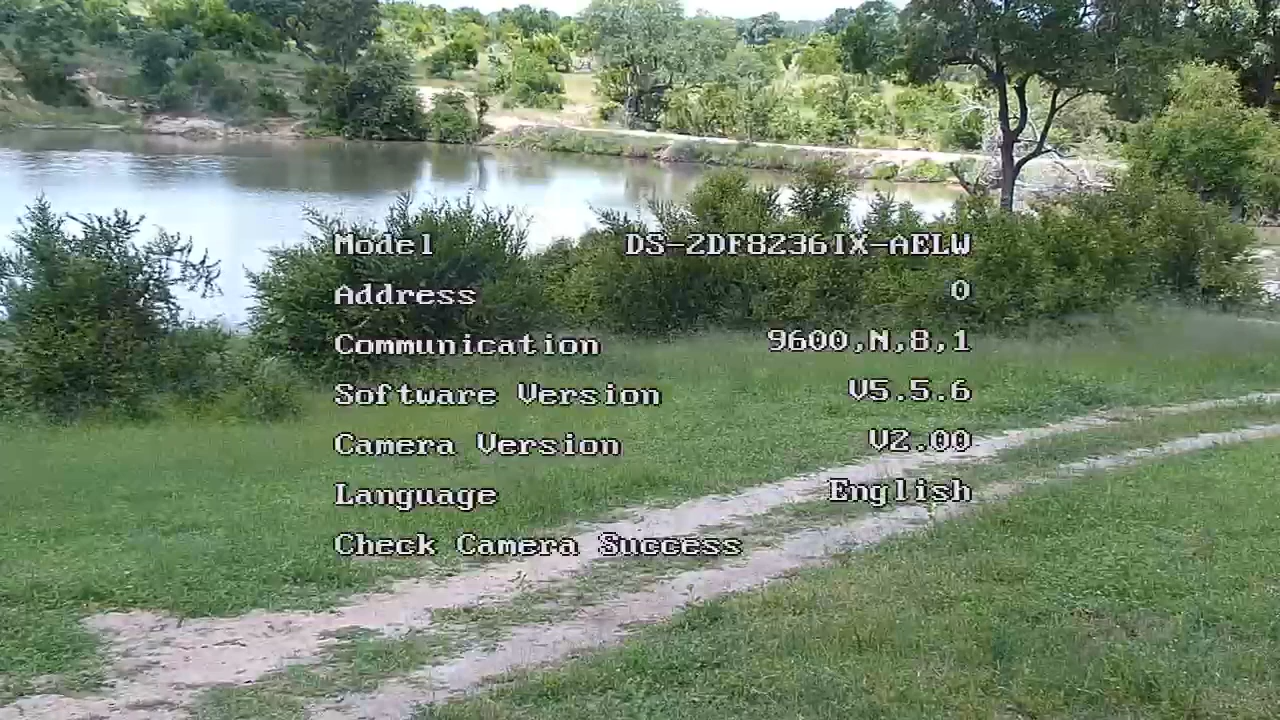 Model DS-2DF8236IX-AELW
Address 0
Communication 9600,N,8,1
Software Version V5.5.6
Camera Version V2.00
Language English
Check Camera Success